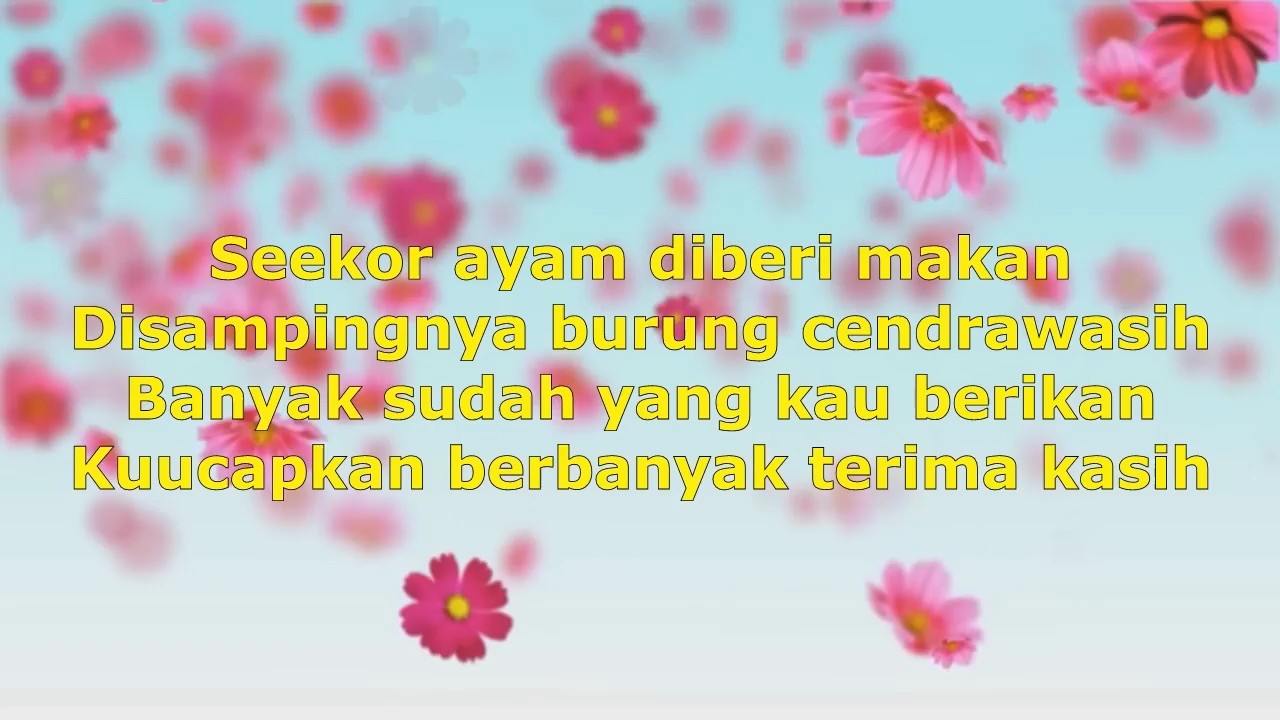 Seekor ayam diberi makan
Disampingnya burung cendrawasih
Banyak sudah yang kau berikan
Kuucapkan berbanyak terima kasih